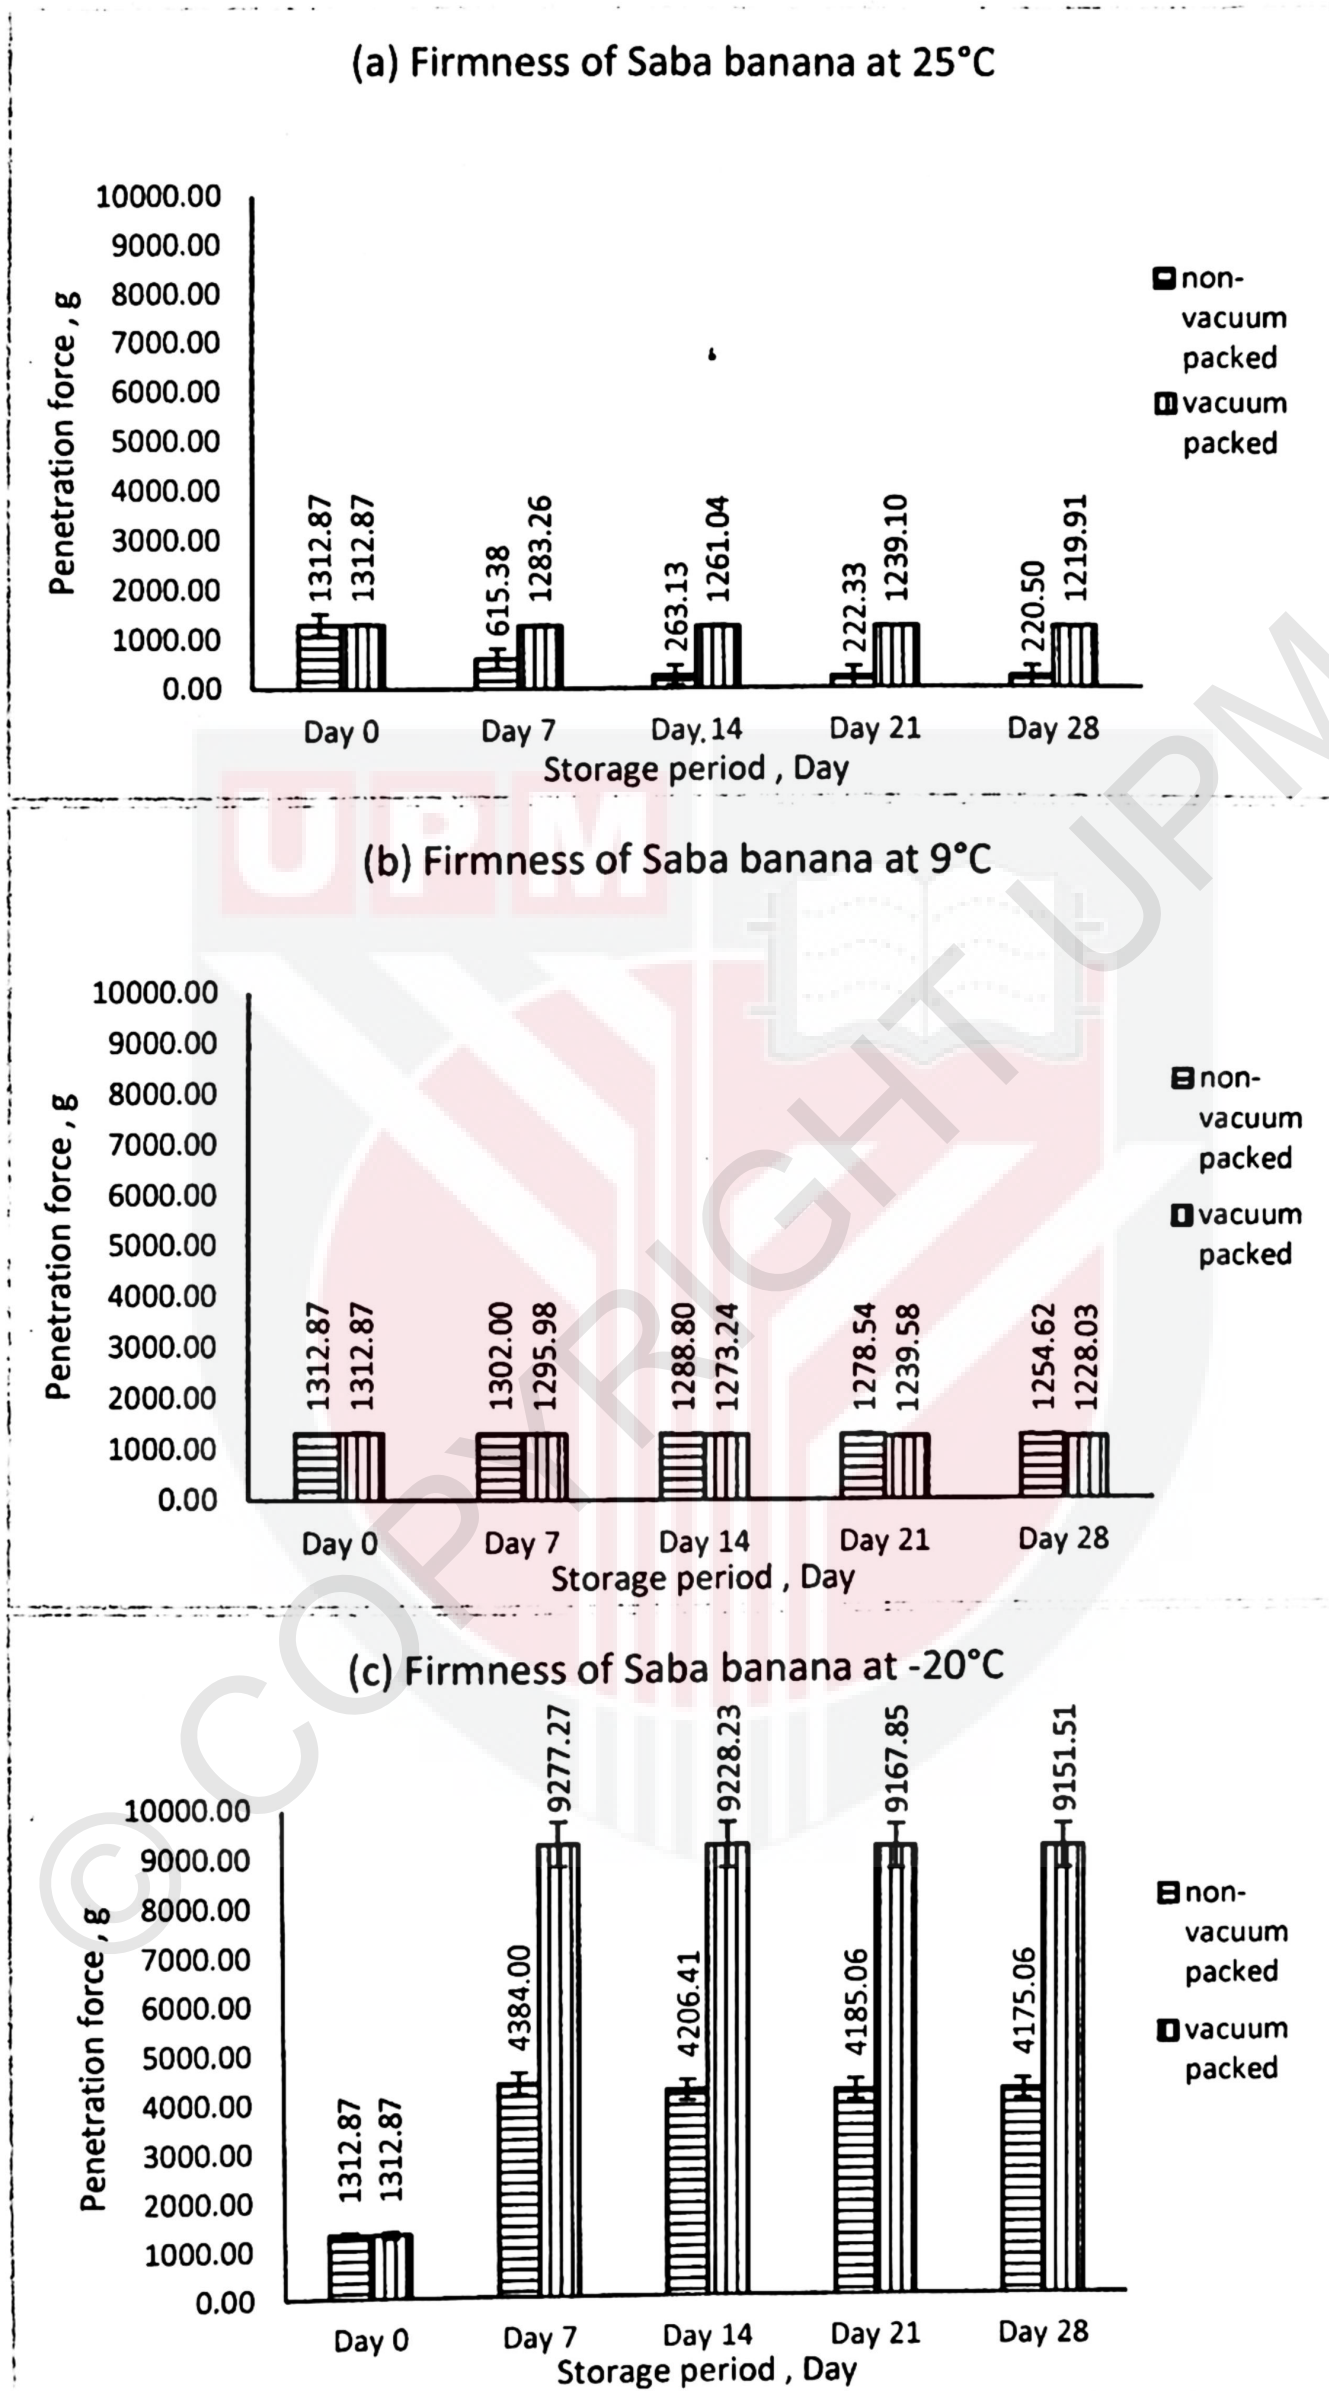 (a) Firmness of Saba banana at 25°C
10000.00
9000.00
8000.00
7000.00
6000.00
5000.00
4000.00
3000.00
2000.00
1000.00
0.00
Penetration force , g
1312.87
1312.87
615.38
1283.26
263.13
1261.04
222.33
1239.10
220.50
1219.91
non-
vacuum
packed
vacuum
packed
Day 0 Day 7 Day. 14 Day 21 Day 28
Storage period , Day
UPM
(b) Firmness of Saba banana at 9°C
10000.00
9000.00
8000.00
7000.00
6000.00
5000.00
4000.00
3000.00
2000.00
1000.00
0.00
Penetration force , g
1312.87
1312.87
1302.00
1295.98
1288.80
1273.24
1278.54
1239.58
1254.62
1228.03
non-
vacuum
packed
vacuum
packed
Day 0 Day 7 Day 14 Day 21 Day 28
Storage period , Day
(c) Firmness of Saba banana at -20°C
10000.00
9000.00
8000.00
7000.00
6000.00
5000.00
4000.00
3000.00
2000.00
1000.00
0.00
Penetration force , g
1312.87
1312.87
4384.00
9277.27
4206.41
9228.23
4185.06
9167.85
4175.06
9151.51
non-
vacuum
packed
vacuum
packed
Day 0 Day 7 Day 14 Day 21 Day 28
Storage period , Day
© COPYRIGHT UPM